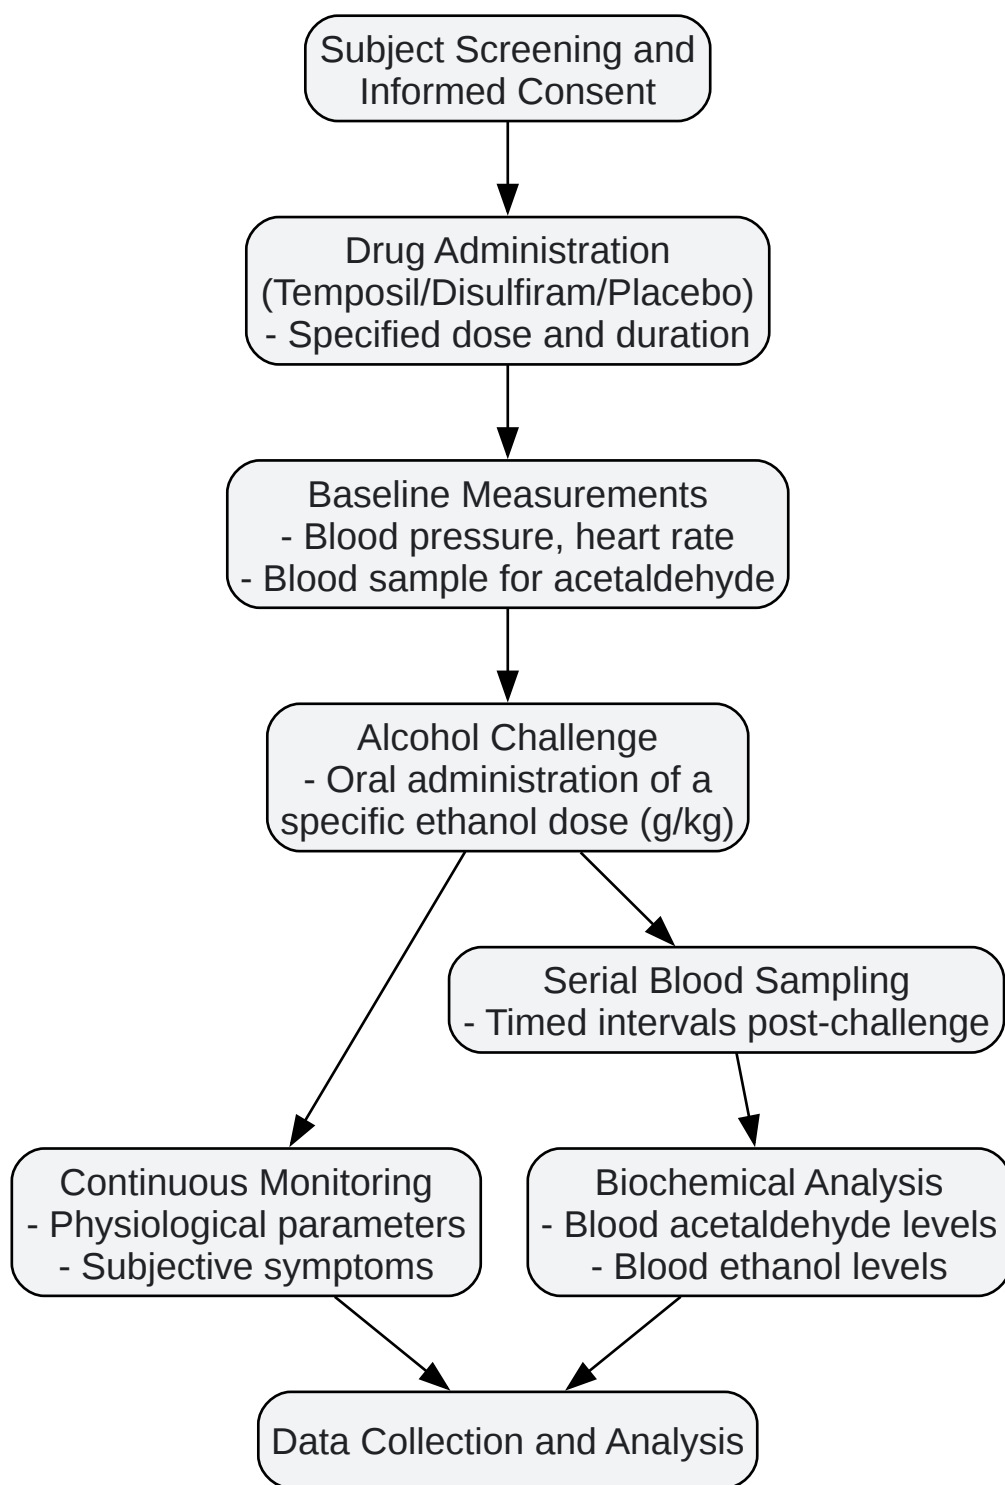 Subject Screening and
Informed Consent
Drug Administration
(Temposil/Disulfiram/Placebo)
- Specified dose and duration
Baseline Measurements
- Blood pressure, heart rate
- Blood sample for acetaldehyde
Alcohol Challenge
- Oral administration of a
specific ethanol dose (g/kg)
Serial Blood Sampling
- Timed intervals post-challenge
Continuous Monitoring
- Physiological parameters
- Subjective symptoms
Biochemical Analysis
- Blood acetaldehyde levels
- Blood ethanol levels
Data Collection and Analysis